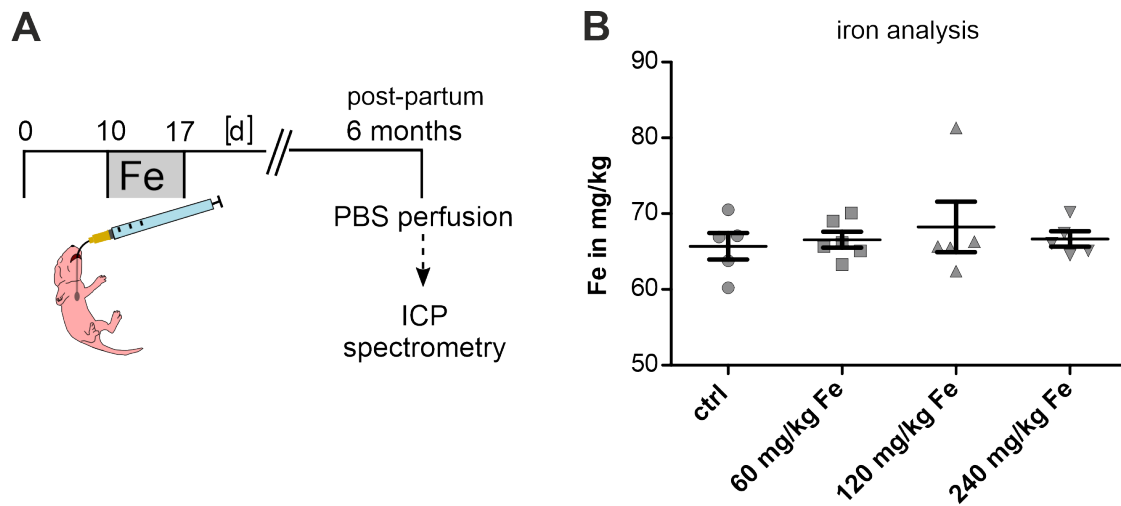 A
0 10 17 [d]
post-partum
6 months
Fe
PBS perfusion
ICP
spectrometry
B
iron analysis
Fe in mg/kg
90
80
70
60
50
ctrl
60 mg/kg Fe
120 mg/kg Fe
240 mg/kg Fe